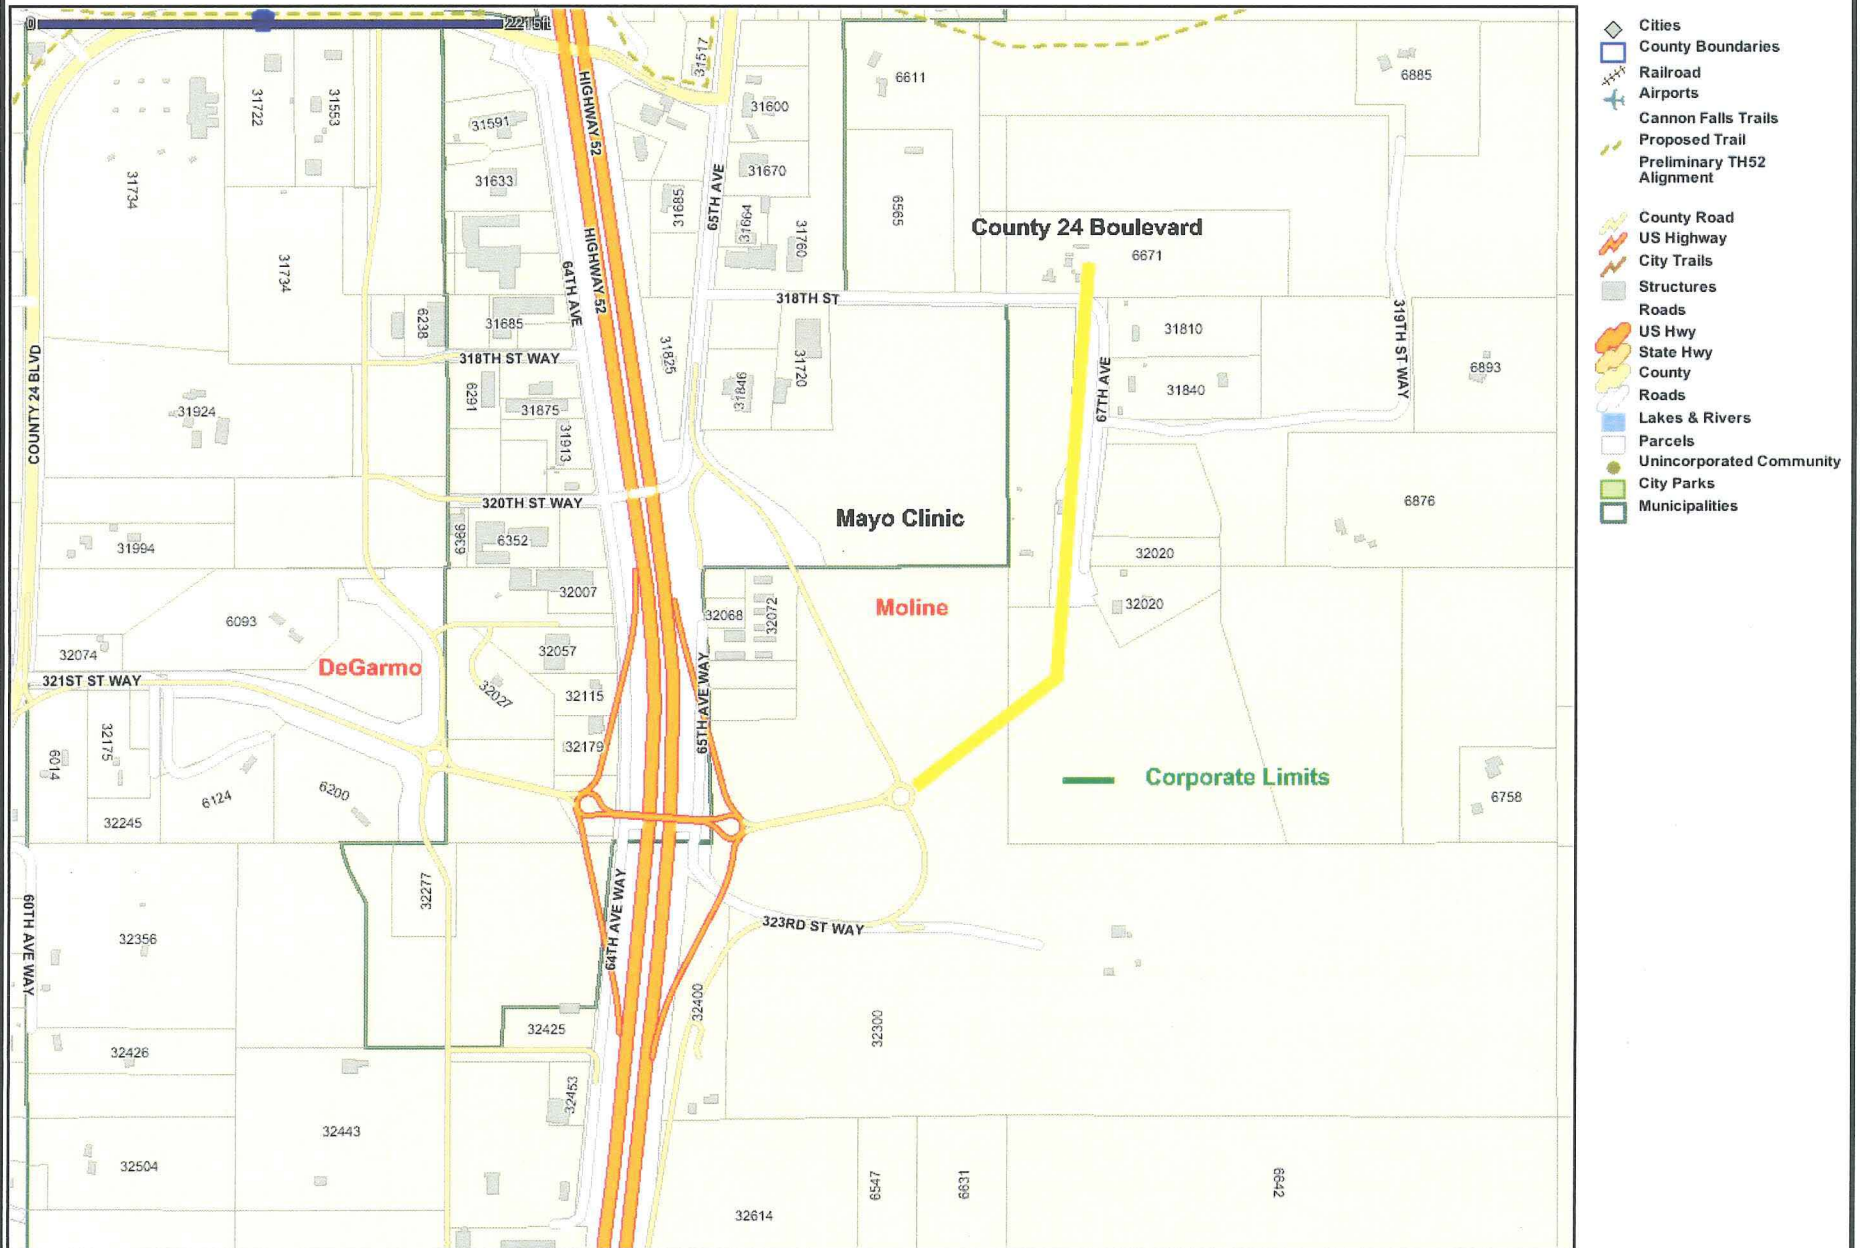 0 2215ft
Cities
County Boundaries
Railroad
Airports
Cannon Falls Trails
Proposed Trail
Preliminary TH52
Alignment
County Road
US Highway
City Trails
Structures
Roads
US Hwy
State Hwy
County
Roads
Lakes & Rivers
Parcels
Unincorporated Community
City Parks
Municipalities
31517
HIGHWAY 52
6611
6885
31722
31553
31600
31591
31734
31633
65TH AVE
31670
31685
31664
6565
31760
County 24 Boulevard
6671
31734
64TH AVE
HIGHWAY 52
318TH ST
6238
31685
31810
319TH ST WAY
318TH ST WAY
31825
31720
COUNTY 24 BLVD
6893
6291
31846
67TH AVE
31840
31924
31875
31913
320TH ST WAY
6876
Mayo Clinic
6366
6352
31994
32020
32007
32068
32072
Moline
32020
6093
32074
32057
DeGarmo
321ST ST WAY
32027
32115
65TH AVE WAY
32175
32179
6014
Corporate Limits
6124
6200
6758
32245
32277
64TH AVE WAY
323RD ST WAY
60TH AVE WAY
32356
32400
32425
32300
32426
32453
32443
32504
6547
6631
6642
32614